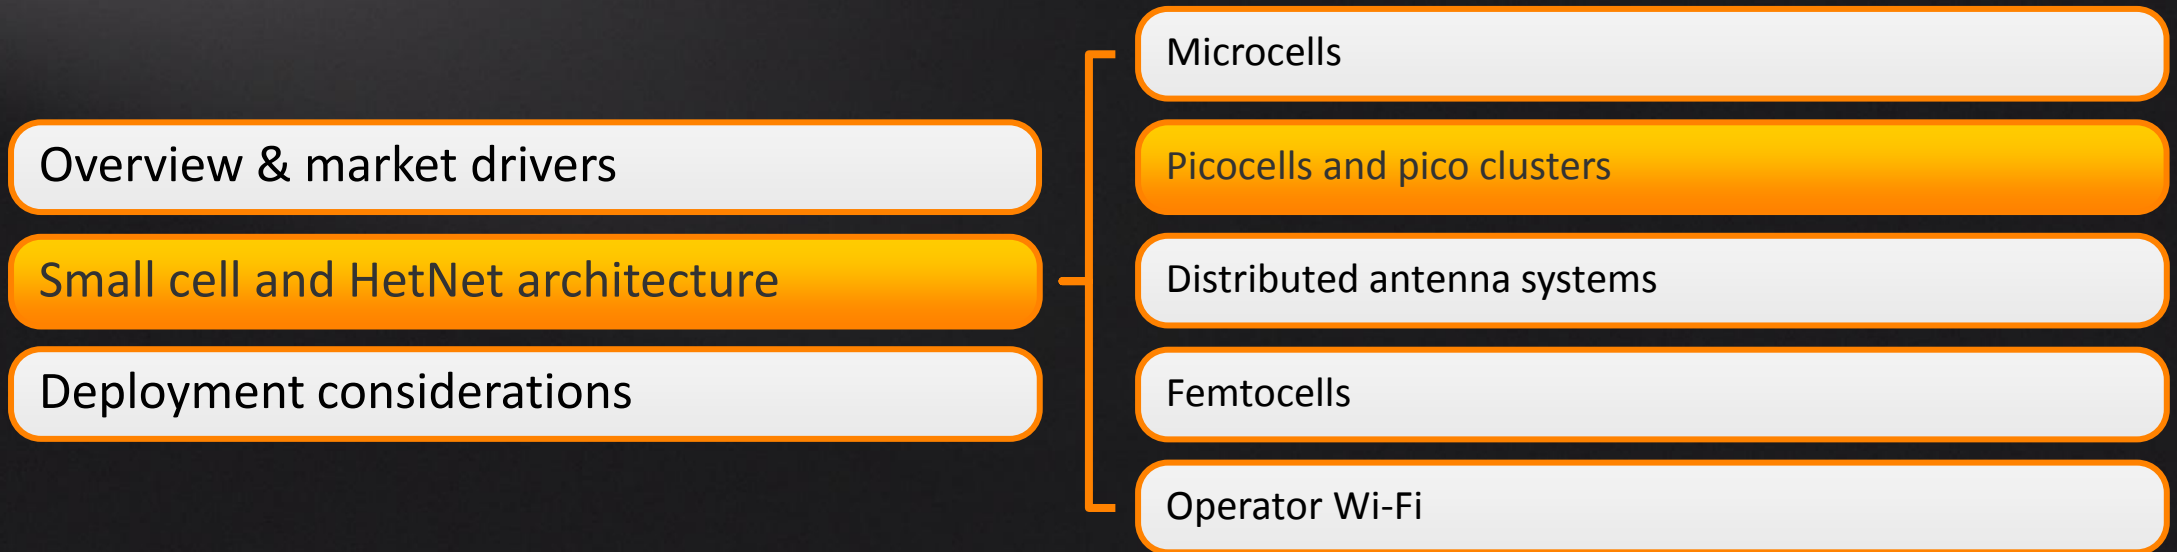 Overview & market drivers
Small cell and HetNet architecture
Deployment considerations
Microcells
Picocells and pico clusters
Distributed antenna systems
Femtocells
Operator Wi-Fi